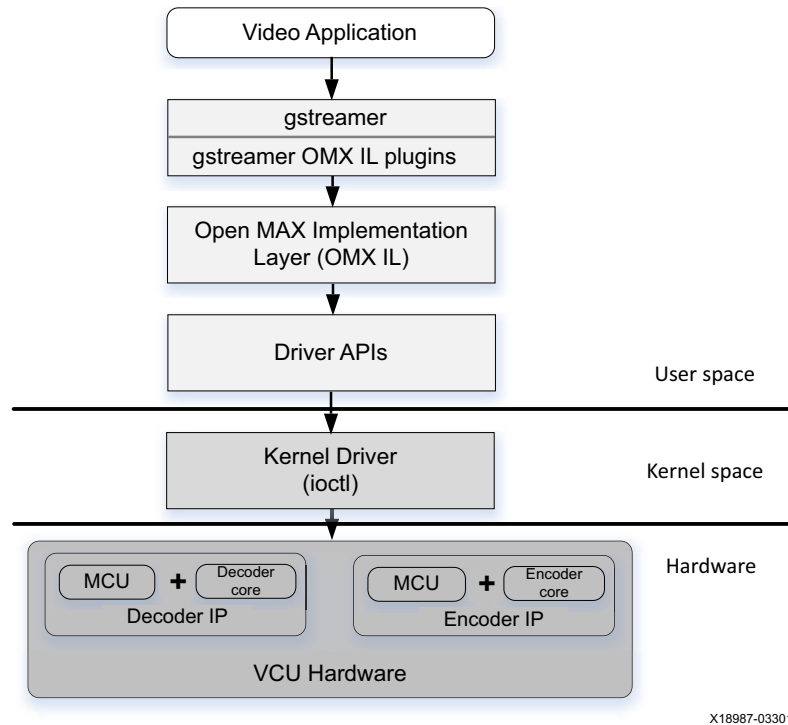 Video Application
gstreamer
gstreamer OMX IL plugins
Open MAX Implementation
Layer (OMX IL)
Driver APIs
User space
Kernel Driver
(ioctl)
Kernel space
Hardware
MCU + Decoder
core
Decoder IP
MCU + Encoder
core
Encoder IP
VCU Hardware